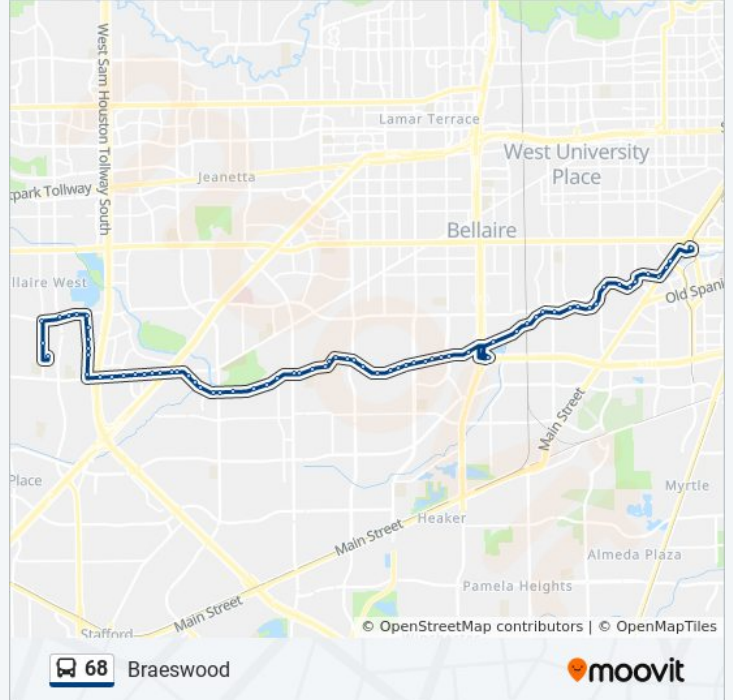 West Sam Houston Tollway South
Lamar Terrace
West University
Place
Jeanetta
tpark Tollway
Bellaire
llaire West
Old Spani
Main Street
Place
Myrtle
Heaker
Main Street
Almeda Plaza
Pamela Heights
Main Street
Stafford
© OpenStreetMap contributors | © OpenMapTiles
68 Braeswood
moovit